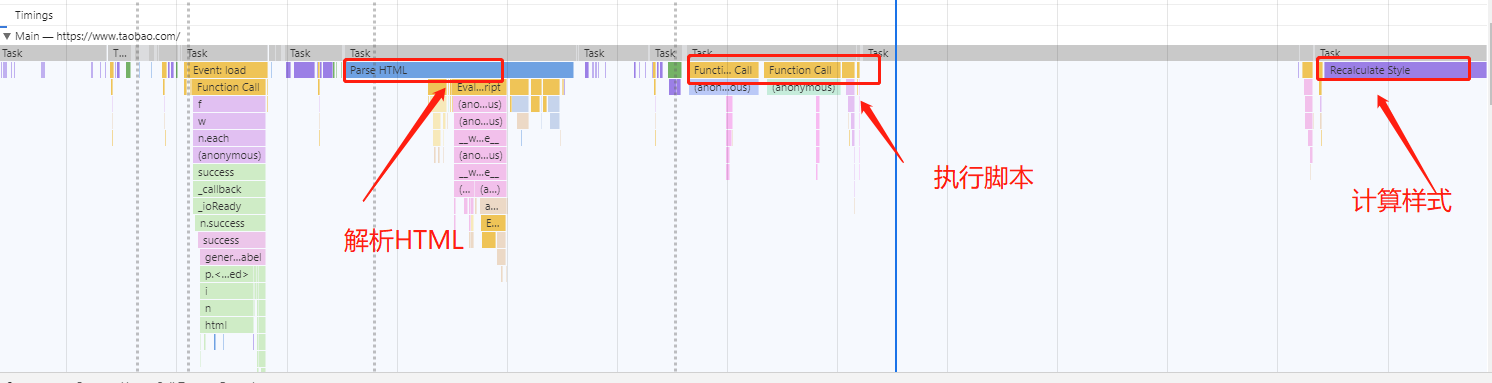 Timings
▼ Main — https://www.taobao.com/
Task T... Task Task Task Task Task Task Task Task
Event: load Parse HTML Functi... Call Function Call Recalculate Style
Function Call Eval...ript (anon...ous) (anonymous)
f (ano...us)
w (ano...us)
n.each __w...e__
(anonymous) (ano...us)
success __w...e__
_callback (... (a...)
_ioReady a...
n.success E...
success
gener...abel
p.<...ed>
i
n
html
解析HTML
执行脚本
计算样式